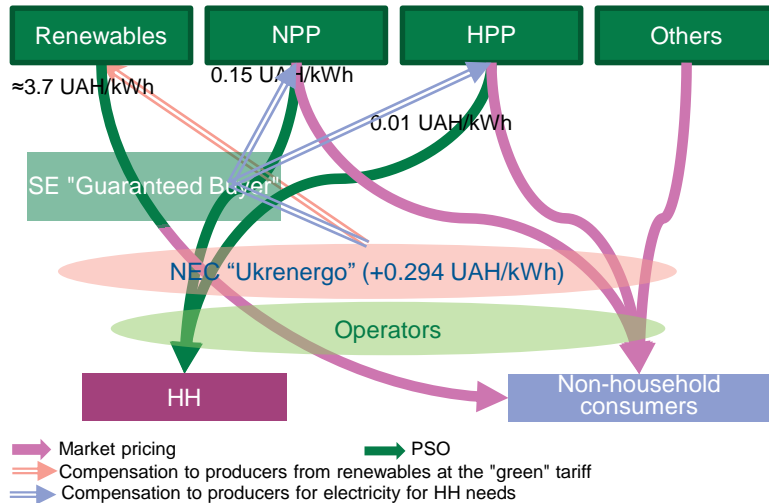 Renewables
NPP
HPP
Others
≈3.7 UAH/kWh
0.15 UAH/kWh
0.01 UAH/kWh
SE "Guaranteed Buyer"
NEC “Ukrenergo” (+0.294 UAH/kWh)
Operators
HH
Non-household
consumers
Market pricing
PSO
Compensation to producers from renewables at the "green" tariff
Compensation to producers for electricity for HH needs